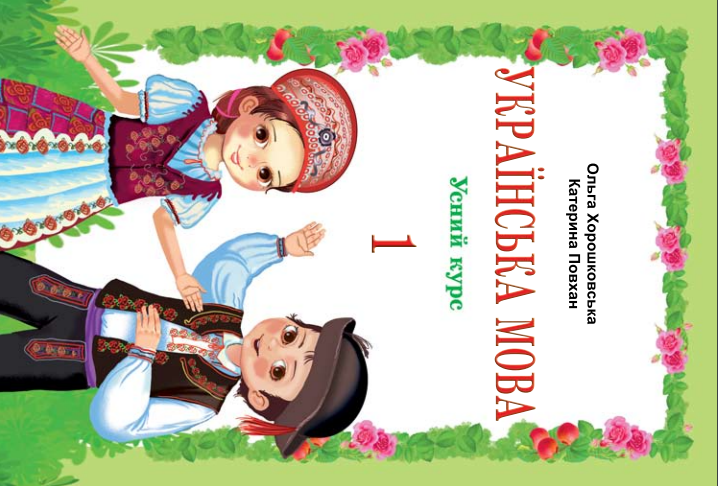 Ольга Хорошковська
Катерина Повхан
УКРАЇНСЬКА МОВА
Усний курс
1